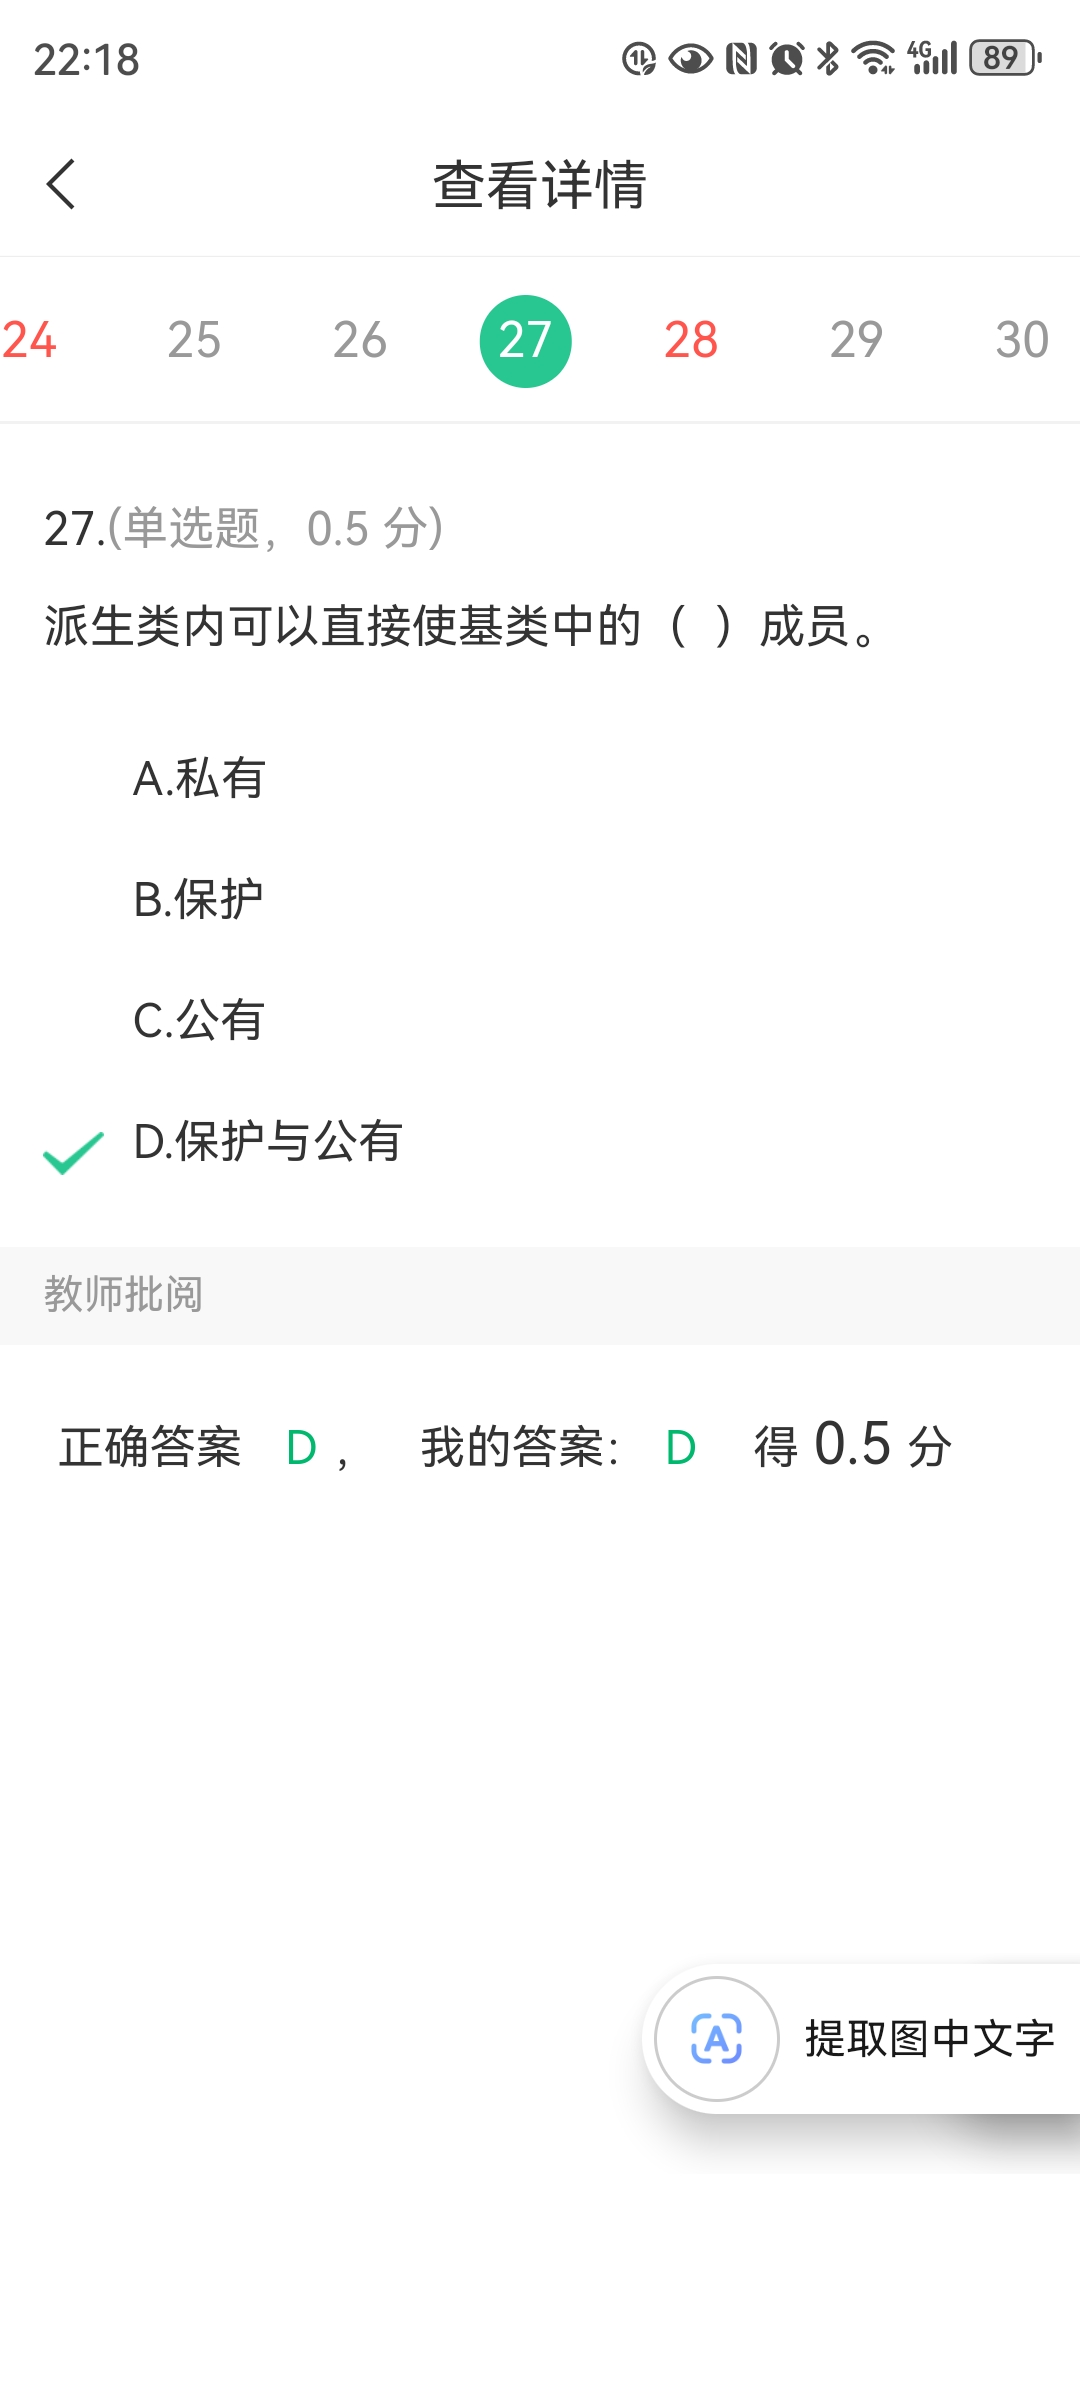 22:18
4G 89
查看详情
24 25 26 27 28 29 30
27.(单选题，0.5 分)
派生类内可以直接使基类中的（ ）成员。
A.私有
B.保护
C.公有
D.保护与公有
教师批阅
正确答案 D ， 我的答案： D 得 0.5 分
A 提取图中文字